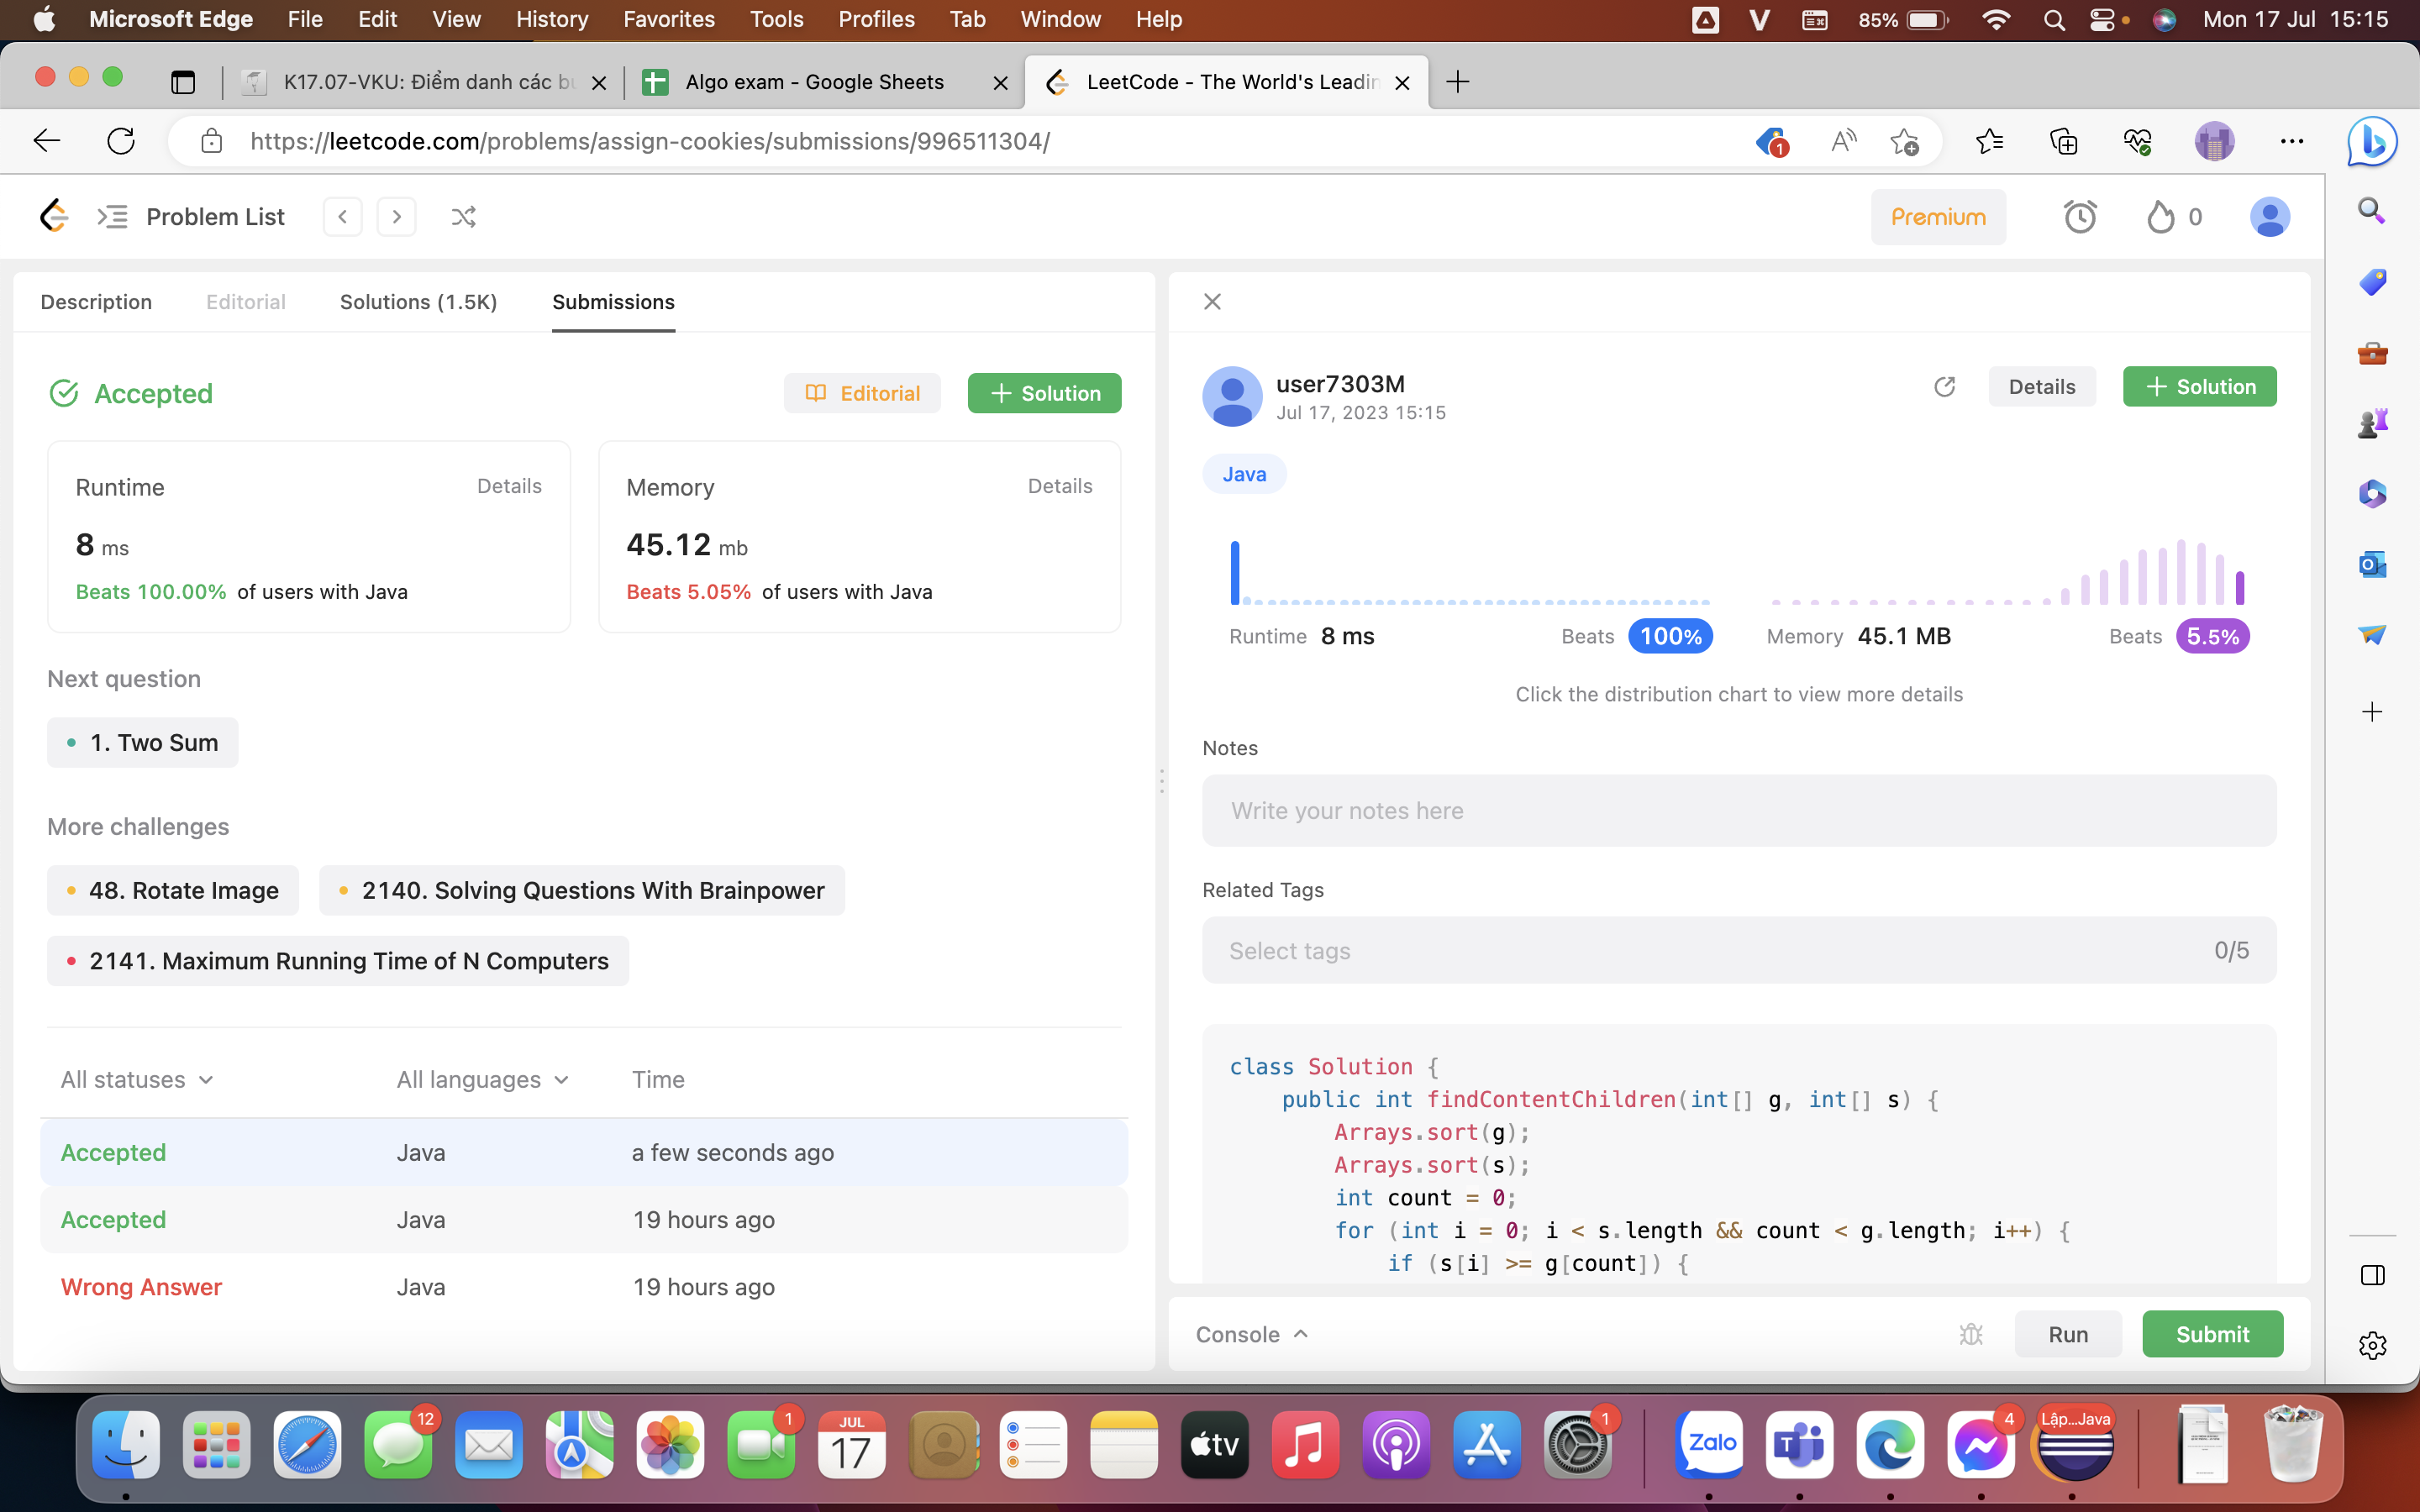 Microsoft Edge File Edit View History Favorites Tools Profiles Tab Window Help V 85% Mon 17 Jul 15:15
K17.07-VKU: Điểm danh các bu Algo exam - Google Sheets LeetCode - The World's Leadin
https://leetcode.com/problems/assign-cookies/submissions/996511304/ 1
Problem List Premium 0
Description Editorial Solutions (1.5K) Submissions
Accepted Editorial + Solution
Runtime Details
8 ms
Beats 100.00% of users with Java
Memory Details
45.12 mb
Beats 5.05% of users with Java
Next question
1. Two Sum
More challenges
48. Rotate Image 2140. Solving Questions With Brainpower
2141. Maximum Running Time of N Computers
All statuses All languages Time
Accepted Java a few seconds ago
Accepted Java 19 hours ago
Wrong Answer Java 19 hours ago
user7303M Details + Solution
Jul 17, 2023 15:15
Java
Runtime 8 ms Beats 100% Memory 45.1 MB Beats 5.5%
Click the distribution chart to view more details
Notes
Write your notes here
Related Tags
Select tags 0/5
class Solution {
public int findContentChildren(int[] g, int[] s) {
Arrays.sort(g);
Arrays.sort(s);
int count = 0;
for (int i = 0; i < s.length && count < g.length; i++) {
if (s[i] >= g[count]) {
Console Run Submit
12 1 JUL 17 tv 1 Zalo T 4 Lập...Java